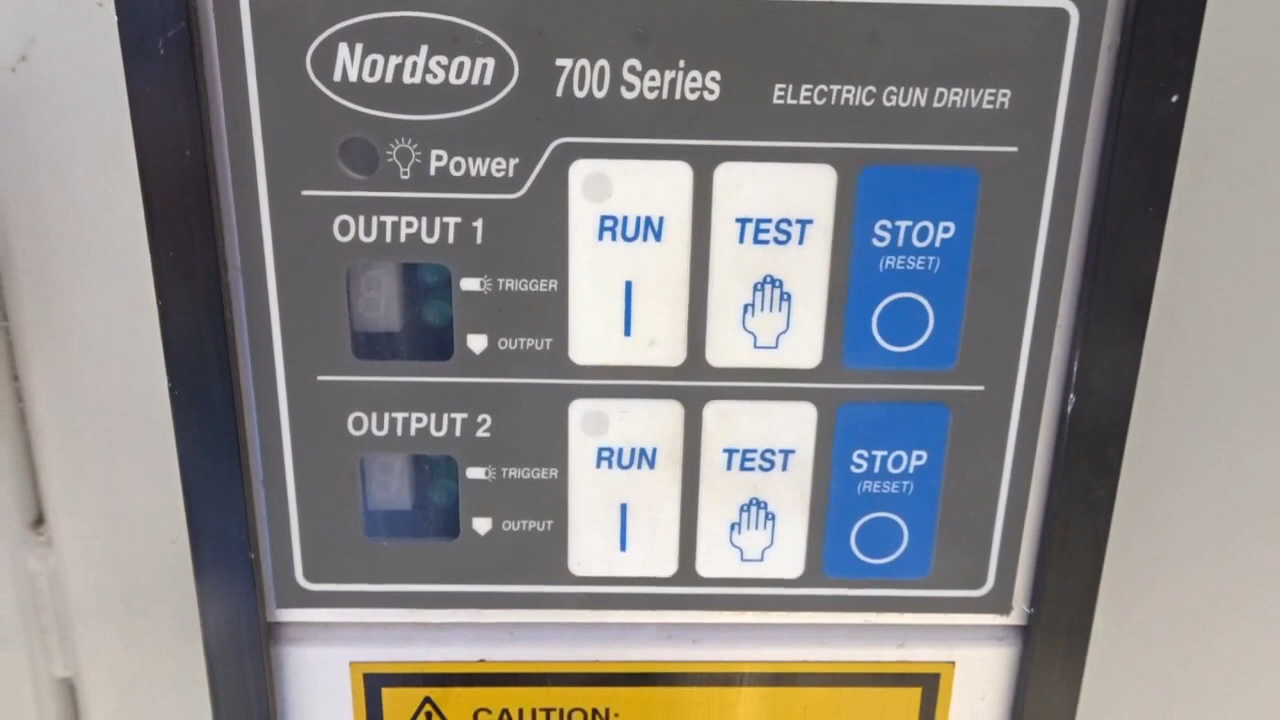 Nordson 700 Series ELECTRIC GUN DRIVER
Power
OUTPUT 1
TRIGGER
OUTPUT
RUN
TEST
STOP
(RESET)
OUTPUT 2
TRIGGER
OUTPUT
RUN
TEST
STOP
(RESET)
CAUTION: